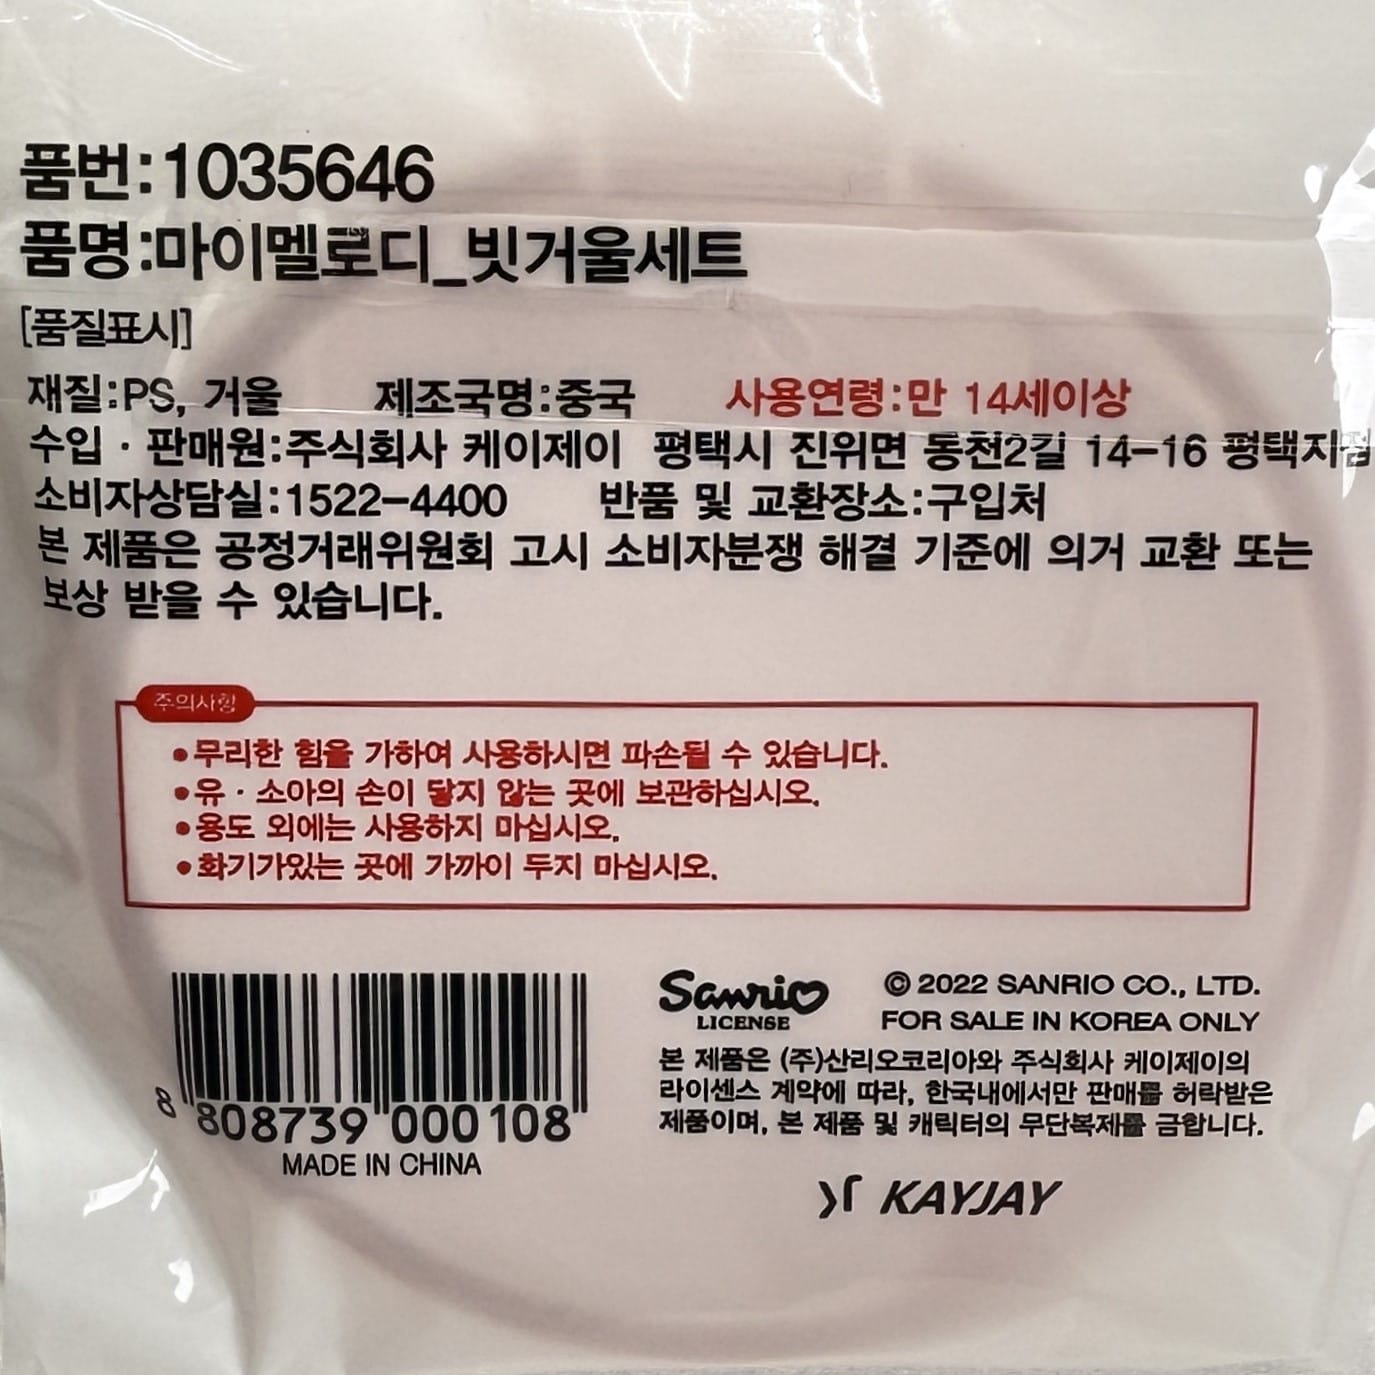 품번:1035646
품명:마이멜로디_빗거울세트
[품질표시]
재질:PS, 거울 제조국명:중국 사용연령:만 14세이상
수입 · 판매원:주식회사 케이제이 평택시 진위면 동천2길 14-16 평택지점
소비자상담실:1522-4400 반품 및 교환장소:구입처
본 제품은 공정거래위원회 고시 소비자분쟁 해결 기준에 의거 교환 또는
보상 받을 수 있습니다.
주의사항
•무리한 힘을 가하여 사용하시면 파손될 수 있습니다.
•유 · 소아의 손이 닿지 않는 곳에 보관하십시오.
•용도 외에는 사용하지 마십시오.
•화기가있는 곳에 가까이 두지 마십시오.
8 808739 000108
MADE IN CHINA
Sanrio
LICENSE
© 2022 SANRIO CO., LTD.
FOR SALE IN KOREA ONLY
본 제품은 (주)산리오코리아와 주식회사 케이제이의
라이센스 계약에 따라, 한국내에서만 판매를 허락받은
제품이며, 본 제품 및 캐릭터의 무단복제를 금합니다.
KAYJAY